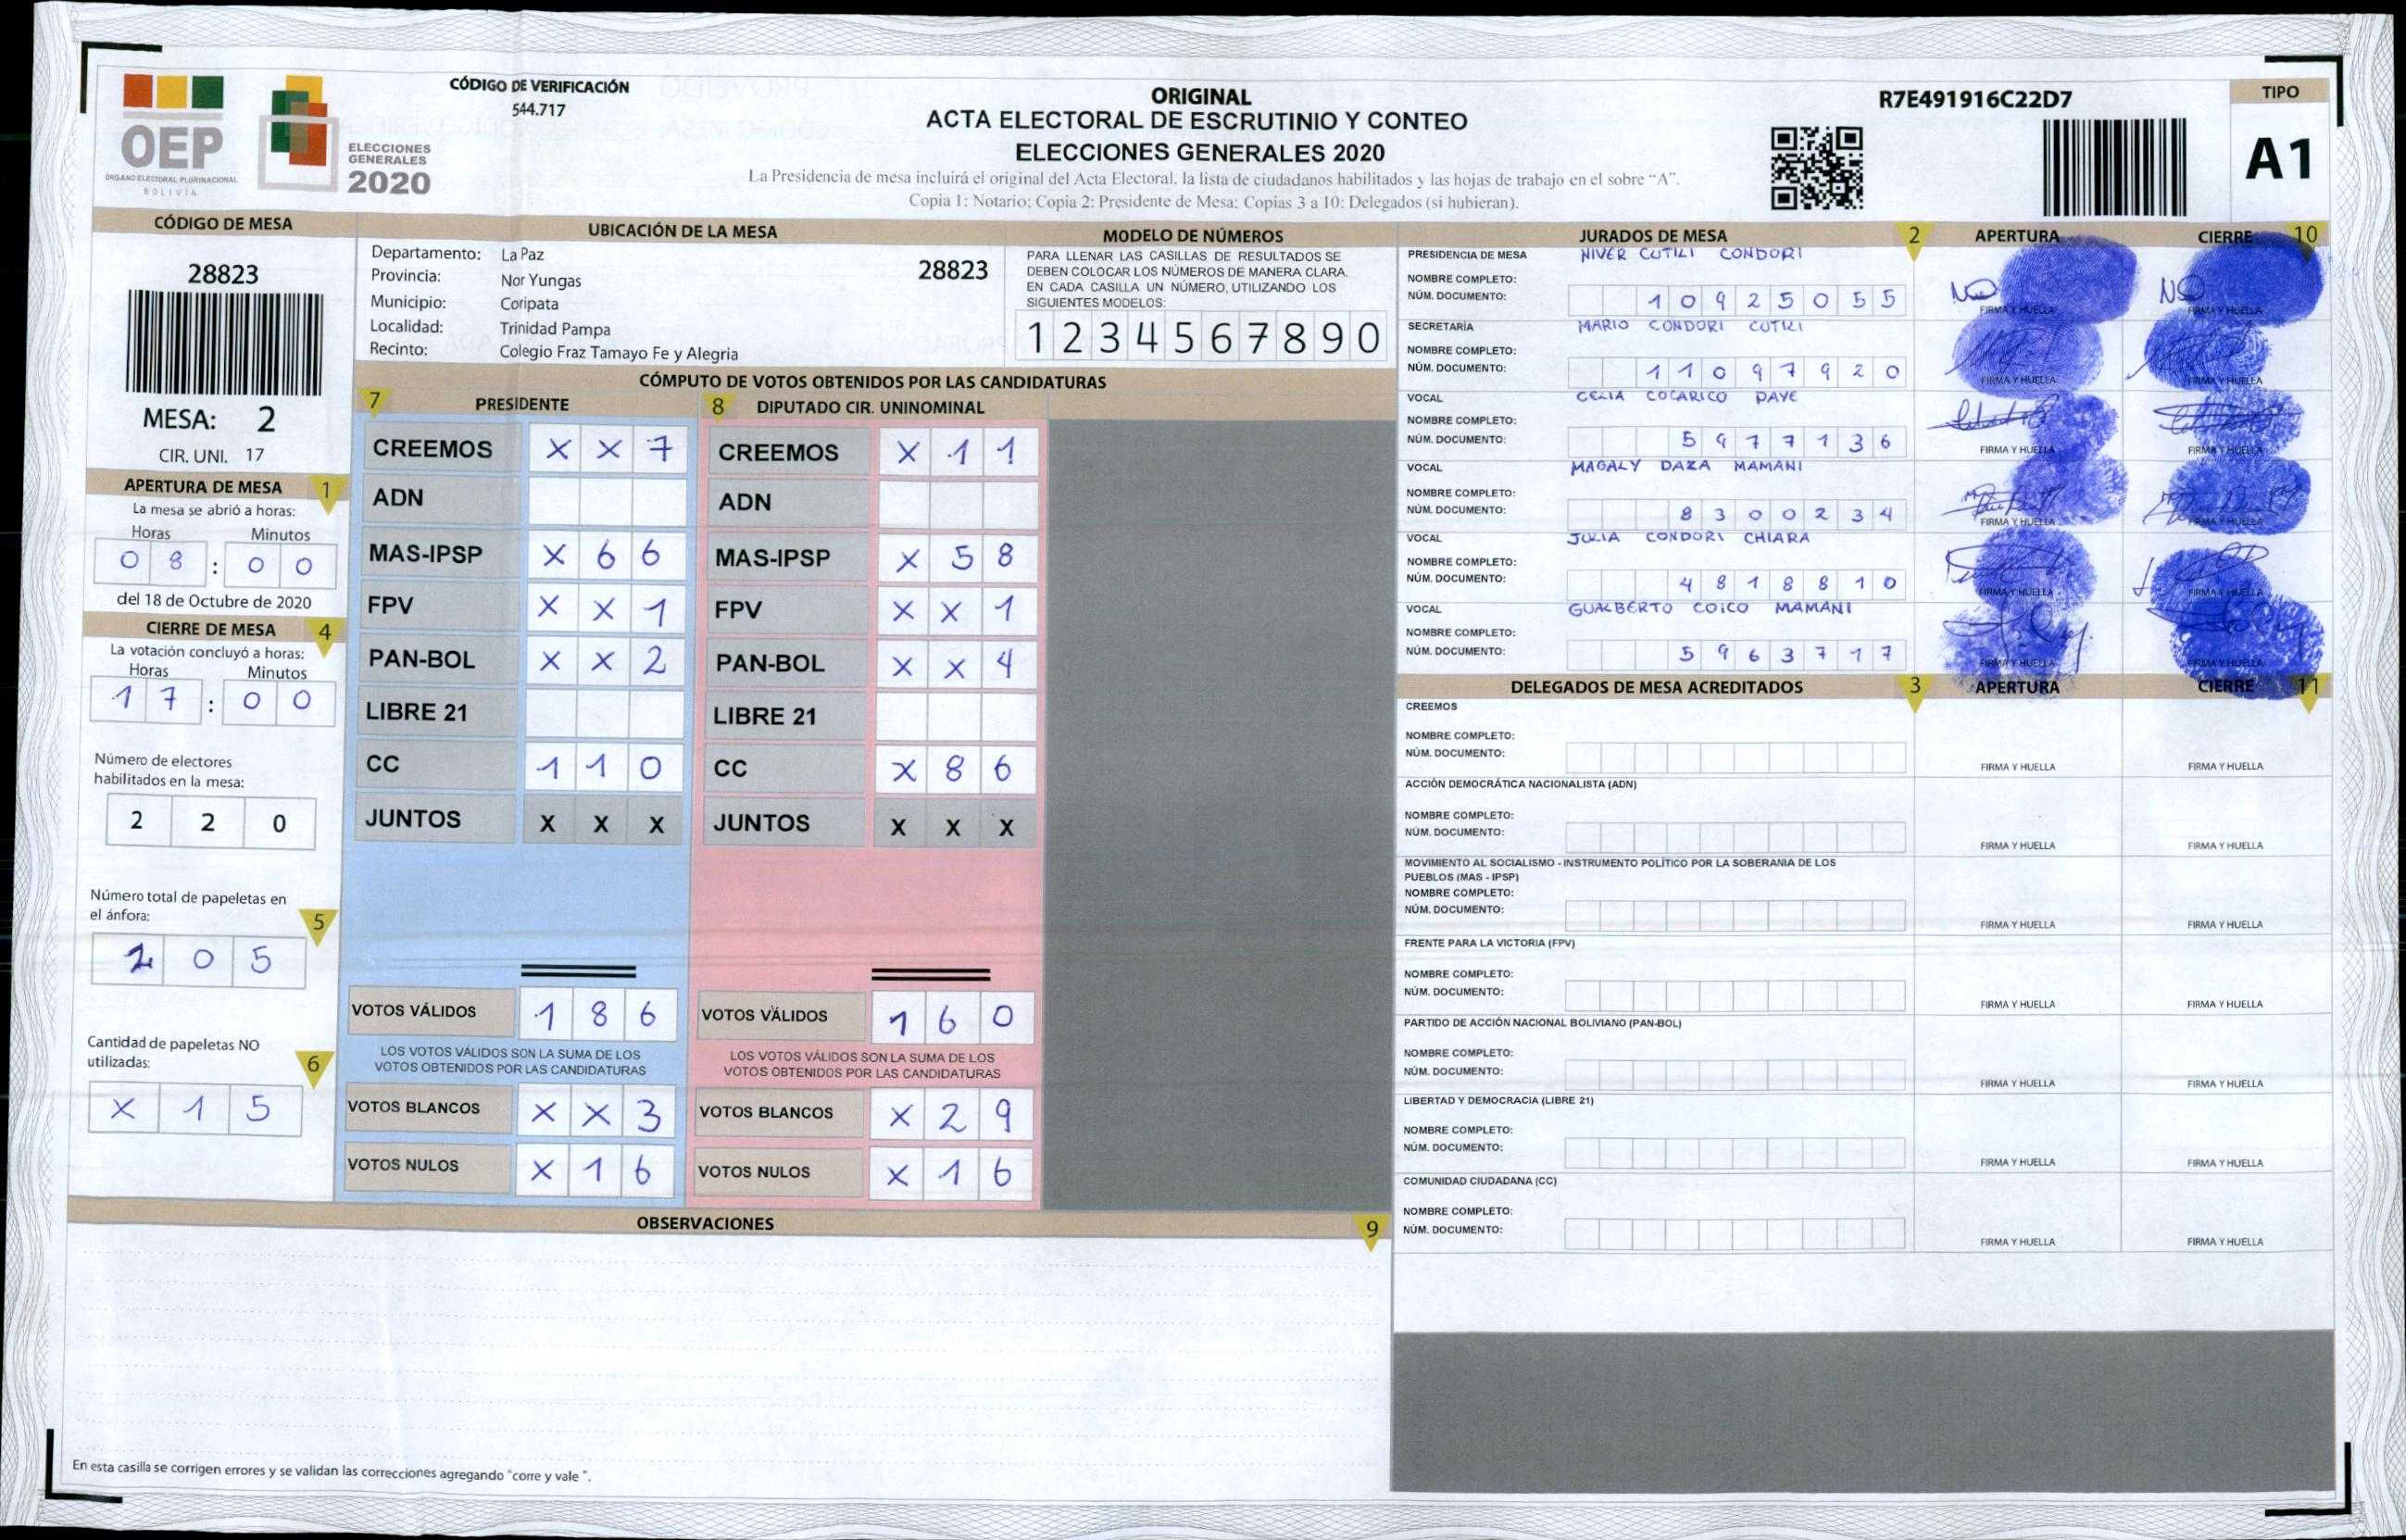 OEP
ÓRGANO ELECTORAL PLURINACIONAL
BOLIVIA
ELECCIONES
GENERALES
2020
CÓDIGO DE VERIFICACIÓN
544.717
ORIGINAL
ACTA ELECTORAL DE ESCRUTINIO Y CONTEO
ELECCIONES GENERALES 2020
La Presidencia de mesa incluirá el original del Acta Electoral, la lista de ciudadanos habilitados y las hojas de trabajo en el sobre "A".
Copia 1: Notario; Copia 2: Presidente de Mesa; Copias 3 a 10: Delegados (si hubieran).
R7E491916C22D7
TIPO
A1
CÓDIGO DE MESA
28823
MESA: 2
CIR. UNI. 17
APERTURA DE MESA 1
La mesa se abrió a horas:
Horas Minutos
0 8 : 0 0
del 18 de Octubre de 2020
CIERRE DE MESA 4
La votación concluyó a horas:
Horas Minutos
1 7 : 0 0
Número de electores
habilitados en la mesa:
2 2 0
Número total de papeletas en
el ánfora: 5
2 0 5
Cantidad de papeletas NO
utilizadas: 6
X 1 5
UBICACIÓN DE LA MESA
Departamento: La Paz
Provincia: Nor Yungas
Municipio: Coripata
Localidad: Trinidad Pampa
Recinto: Colegio Fraz Tamayo Fe y Alegria
28823
MODELO DE NÚMEROS
PARA LLENAR LAS CASILLAS DE RESULTADOS SE
DEBEN COLOCAR LOS NÚMEROS DE MANERA CLARA.
EN CADA CASILLA UN NÚMERO, UTILIZANDO LOS
SIGUIENTES MODELOS:
1 2 3 4 5 6 7 8 9 0
CÓMPUTO DE VOTOS OBTENIDOS POR LAS CANDIDATURAS
7 PRESIDENTE
CREEMOS X X 7
ADN
MAS-IPSP X 6 6
FPV X X 1
PAN-BOL X X 2
LIBRE 21
CC 1 1 0
JUNTOS X X X
VOTOS VÁLIDOS 1 8 6
LOS VOTOS VÁLIDOS SON LA SUMA DE LOS
VOTOS OBTENIDOS POR LAS CANDIDATURAS
VOTOS BLANCOS X X 3
VOTOS NULOS X 1 6
8 DIPUTADO CIR. UNINOMINAL
CREEMOS X 1 1
ADN
MAS-IPSP X 5 8
FPV X X 1
PAN-BOL X X 4
LIBRE 21
CC X 8 6
JUNTOS X X X
VOTOS VÁLIDOS 1 6 0
LOS VOTOS VÁLIDOS SON LA SUMA DE LOS
VOTOS OBTENIDOS POR LAS CANDIDATURAS
VOTOS BLANCOS X 2 9
VOTOS NULOS X 1 6
OBSERVACIONES 9
En esta casilla se corrigen errores y se validan las correcciones agregando "corre y vale ".
JURADOS DE MESA 2 APERTURA CIERRE 10
PRESIDENCIA DE MESA NIVER CUTILI CONDORI
NOMBRE COMPLETO:
NÚM. DOCUMENTO: 1 0 9 2 5 0 5 5
FIRMA Y HUELLA FIRMA Y HUELLA
SECRETARÍA MARIO CONDORI CUTILI
NOMBRE COMPLETO:
NÚM. DOCUMENTO: 1 1 0 9 7 9 2 0
FIRMA Y HUELLA FIRMA Y HUELLA
VOCAL CELIA COCARICO PAYE
NOMBRE COMPLETO:
NÚM. DOCUMENTO: 5 9 7 7 1 3 6
FIRMA Y HUELLA FIRMA Y HUELLA
VOCAL MAGALY DAZA MAMANI
NOMBRE COMPLETO:
NÚM. DOCUMENTO: 8 3 0 0 2 3 4
FIRMA Y HUELLA FIRMA Y HUELLA
VOCAL JULIA CONDORI CHIARA
NOMBRE COMPLETO:
NÚM. DOCUMENTO: 4 8 1 8 8 1 0
FIRMA Y HUELLA FIRMA Y HUELLA
VOCAL GUALBERTO COICO MAMANI
NOMBRE COMPLETO:
NÚM. DOCUMENTO: 5 9 6 3 7 1 7
FIRMA Y HUELLA FIRMA Y HUELLA
DELEGADOS DE MESA ACREDITADOS 3 APERTURA CIERRE 11
CREEMOS
NOMBRE COMPLETO:
NÚM. DOCUMENTO:
FIRMA Y HUELLA FIRMA Y HUELLA
ACCIÓN DEMOCRÁTICA NACIONALISTA (ADN)
NOMBRE COMPLETO:
NÚM. DOCUMENTO:
FIRMA Y HUELLA FIRMA Y HUELLA
MOVIMIENTO AL SOCIALISMO - INSTRUMENTO POLÍTICO POR LA SOBERANIA DE LOS
PUEBLOS (MAS - IPSP)
NOMBRE COMPLETO:
NÚM. DOCUMENTO:
FIRMA Y HUELLA FIRMA Y HUELLA
FRENTE PARA LA VICTORIA (FPV)
NOMBRE COMPLETO:
NÚM. DOCUMENTO:
FIRMA Y HUELLA FIRMA Y HUELLA
PARTIDO DE ACCIÓN NACIONAL BOLIVIANO (PAN-BOL)
NOMBRE COMPLETO:
NÚM. DOCUMENTO:
FIRMA Y HUELLA FIRMA Y HUELLA
LIBERTAD Y DEMOCRACIA (LIBRE 21)
NOMBRE COMPLETO:
NÚM. DOCUMENTO:
FIRMA Y HUELLA FIRMA Y HUELLA
COMUNIDAD CIUDADANA (CC)
NOMBRE COMPLETO:
NÚM. DOCUMENTO:
FIRMA Y HUELLA FIRMA Y HUELLA